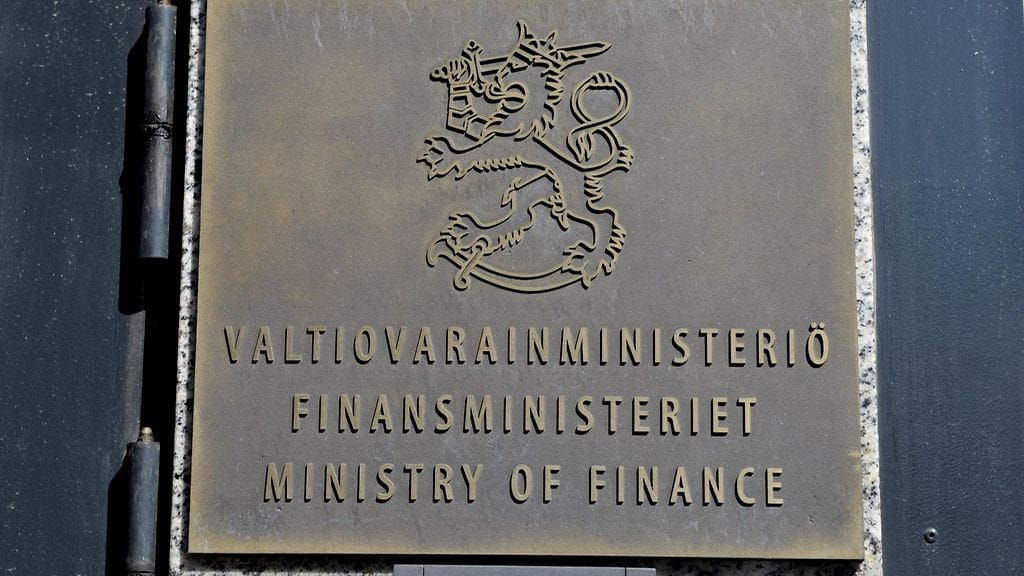 VALTIOVARAINMINISTERIÖ
FINANSMINISTERIET
MINISTRY OF FINANCE